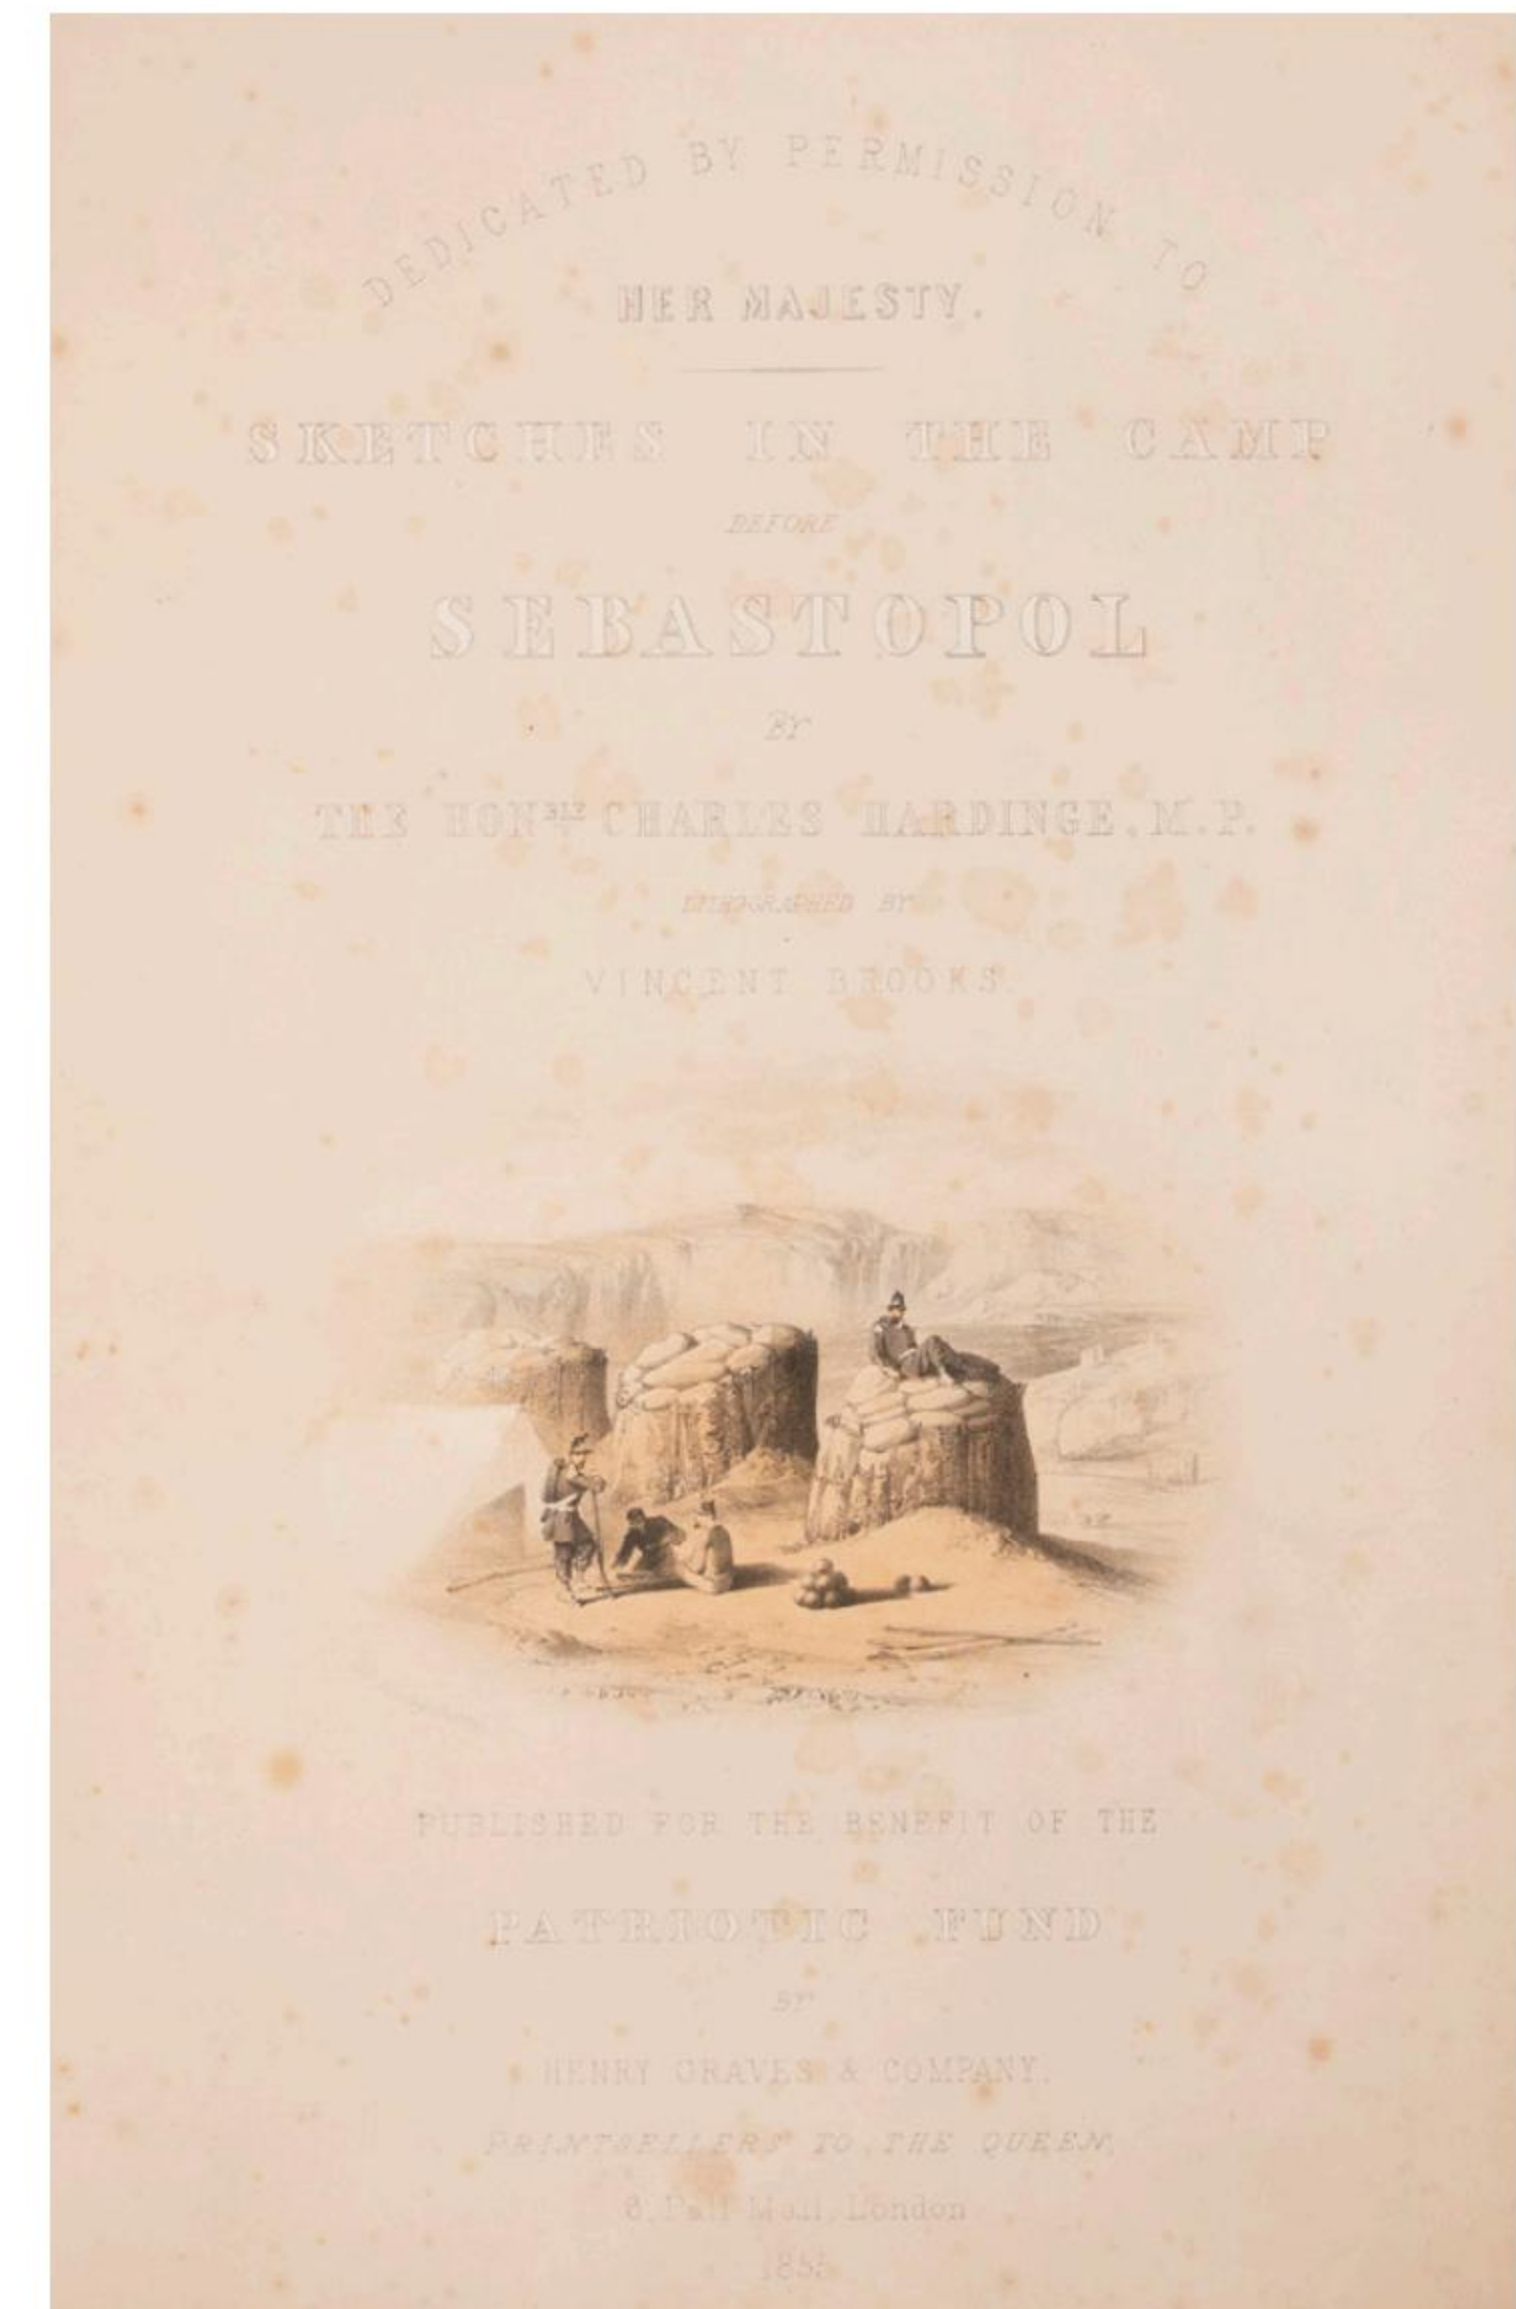 DEDICATED BY PERMISSION TO
HER MAJESTY.
SKETCHES IN THE CAMP
BEFORE
SEBASTOPOL
BY
THE HONBLE CHARLES HARDINGE, M.P.
LITHOGRAPHED BY
VINCENT BROOKS.
PUBLISHED FOR THE BENEFIT OF THE
PATRIOTIC FUND
BY
HENRY GRAVES & COMPANY,
PRINTSELLERS TO THE QUEEN,
6, Pall Mall, London
1855